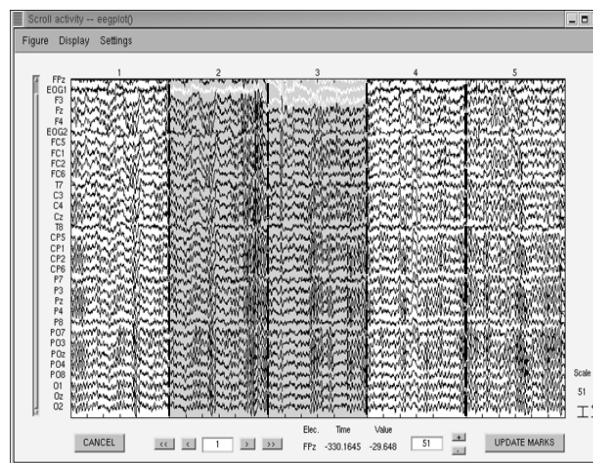 Scroll activity -- eegplot()
Figure Display Settings
1 2 3 4 5
FPz
EOG1
F3
Fz
F4
EOG2
FC5
FC1
FC2
FC6
T7
C3
C4
Cz
T8
CP5
CP1
CP2
CP6
P7
P3
Pz
P4
P8
PO7
PO3
POz
PO4
PO8
O1
Oz
O2
Scale
51
Elec. Time Value
CANCEL << < 1 > >> FPz -330.1645 -29.648 51 + - UPDATE MARKS